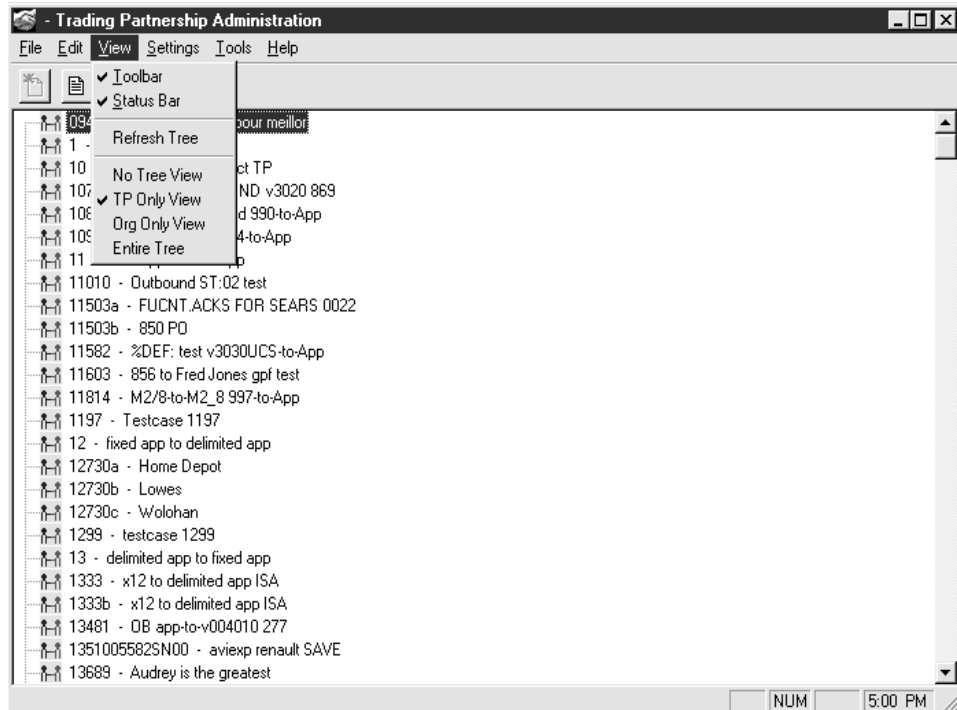 - Trading Partnership Administration
File Edit View Settings Tools Help
Toolbar
Status Bar
Refresh Tree
No Tree View
TP Only View
Org Only View
Entire Tree
094 pour meillor
1 -
10 ct TP
107 ND v3020 869
108 d 990-to-App
109 4-to-App
11
11010 - Outbound ST:02 test
11503a - FUCNT.ACKS FOR SEARS 0022
11503b - 850 PO
11582 - %DEF: test v3030UCS-to-App
11603 - 856 to Fred Jones gpf test
11814 - M2/8-to-M2_8 997-to-App
1197 - Testcase 1197
12 - fixed app to delimited app
12730a - Home Depot
12730b - Lowes
12730c - Wolohan
1299 - testcase 1299
13 - delimited app to fixed app
1333 - x12 to delimited app ISA
1333b - x12 to delimited app ISA
13481 - OB app-to-v004010 277
1351005582SN00 - aviexp renault SAVE
13689 - Audrey is the greatest
NUM 5:00 PM